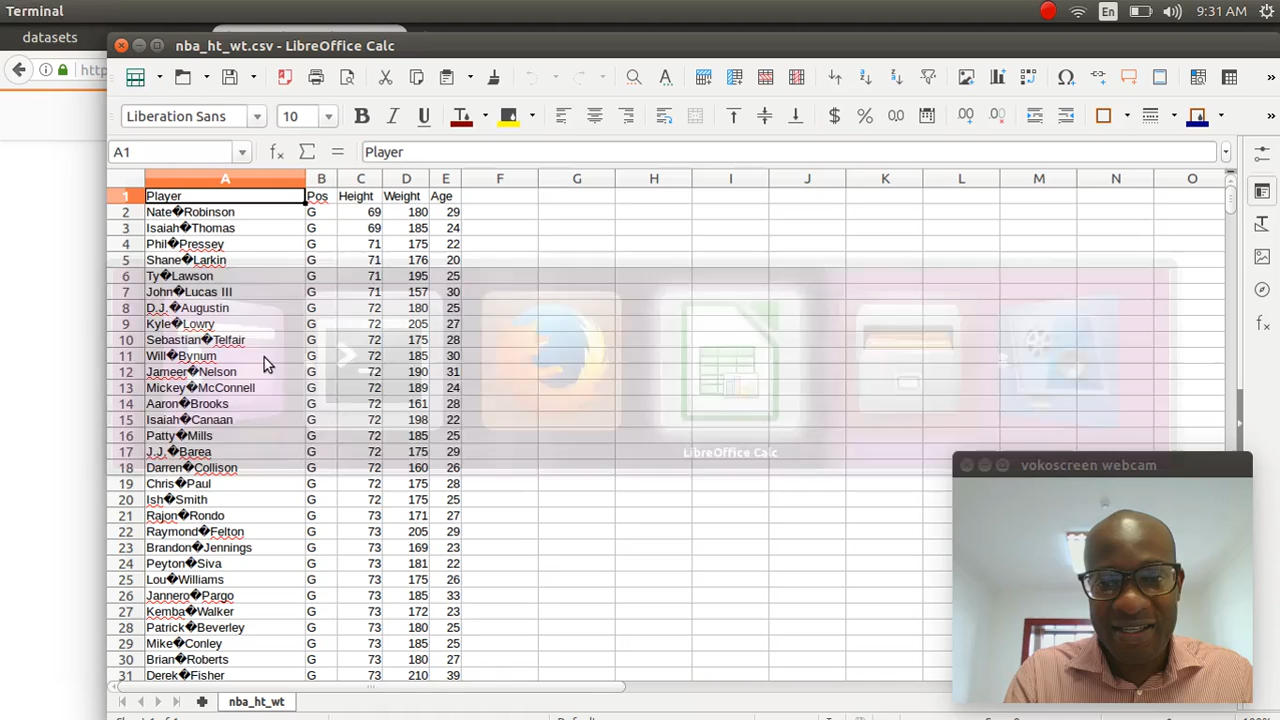 Terminal
En
9:31 AM
datasets
nba_ht_wt.csv - LibreOffice Calc
http
Liberation Sans
10
A1
Player
A B C D E F G H I J K L M N O
1 Player Pos Height Weight Age
2 Nate�Robinson G 69 180 29
3 Isaiah�Thomas G 69 185 24
4 Phil�Pressey G 71 175 22
5 Shane�Larkin G 71 176 20
6 Ty�Lawson G 71 195 25
7 John�Lucas III G 71 157 30
8 D.J.�Augustin G 72 180 25
9 Kyle�Lowry G 72 205 27
10 Sebastian�Telfair G 72 175 28
11 Will�Bynum G 72 185 30
12 Jameer�Nelson G 72 190 31
13 Mickey�McConnell G 72 189 24
14 Aaron�Brooks G 72 161 28
15 Isaiah�Canaan G 72 198 22
16 Patty�Mills G 72 185 25
17 J.J.�Barea G 72 175 29
LibreOffice Calc
18 Darren�Collison G 72 160 26
19 Chris�Paul G 72 175 28
20 Ish�Smith G 72 175 25
21 Rajon�Rondo G 73 171 27
22 Raymond�Felton G 73 205 29
23 Brandon�Jennings G 73 169 23
24 Peyton�Siva G 73 181 22
25 Lou�Williams G 73 175 26
26 Jannero�Pargo G 73 185 33
27 Kemba�Walker G 73 172 23
28 Patrick�Beverley G 73 180 25
29 Mike�Conley G 73 185 25
30 Brian�Roberts G 73 180 27
31 Derek�Fisher G 73 210 39
vokoscreen webcam
nba_ht_wt